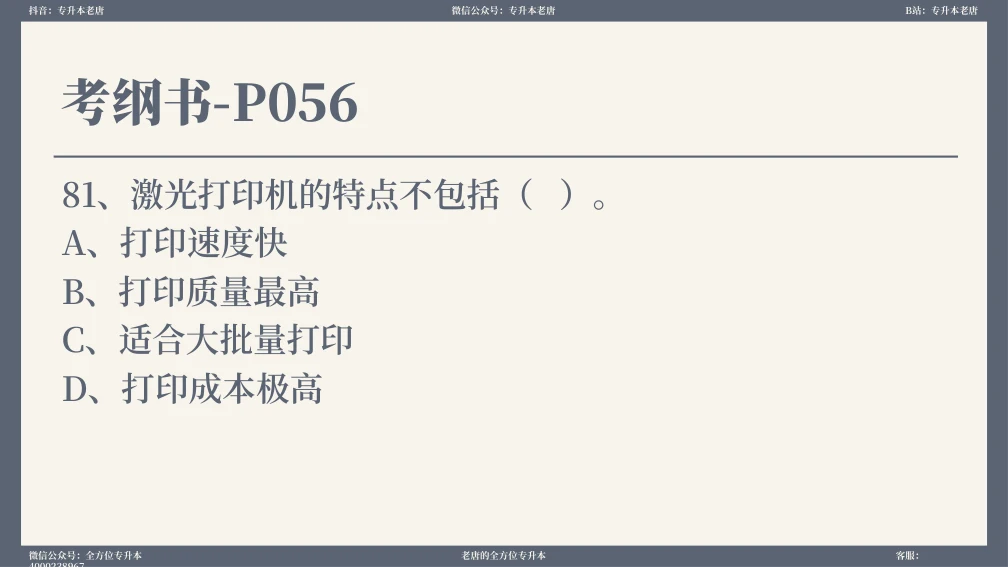 抖音：专升本老唐
微信公众号：专升本老唐
B站：专升本老唐
考纲书-P056
81、激光打印机的特点不包括（  ）。
A、打印速度快
B、打印质量最高
C、适合大批量打印
D、打印成本极高
微信公众号：全方位专升本
老唐的全方位专升本
客服：
4000238967